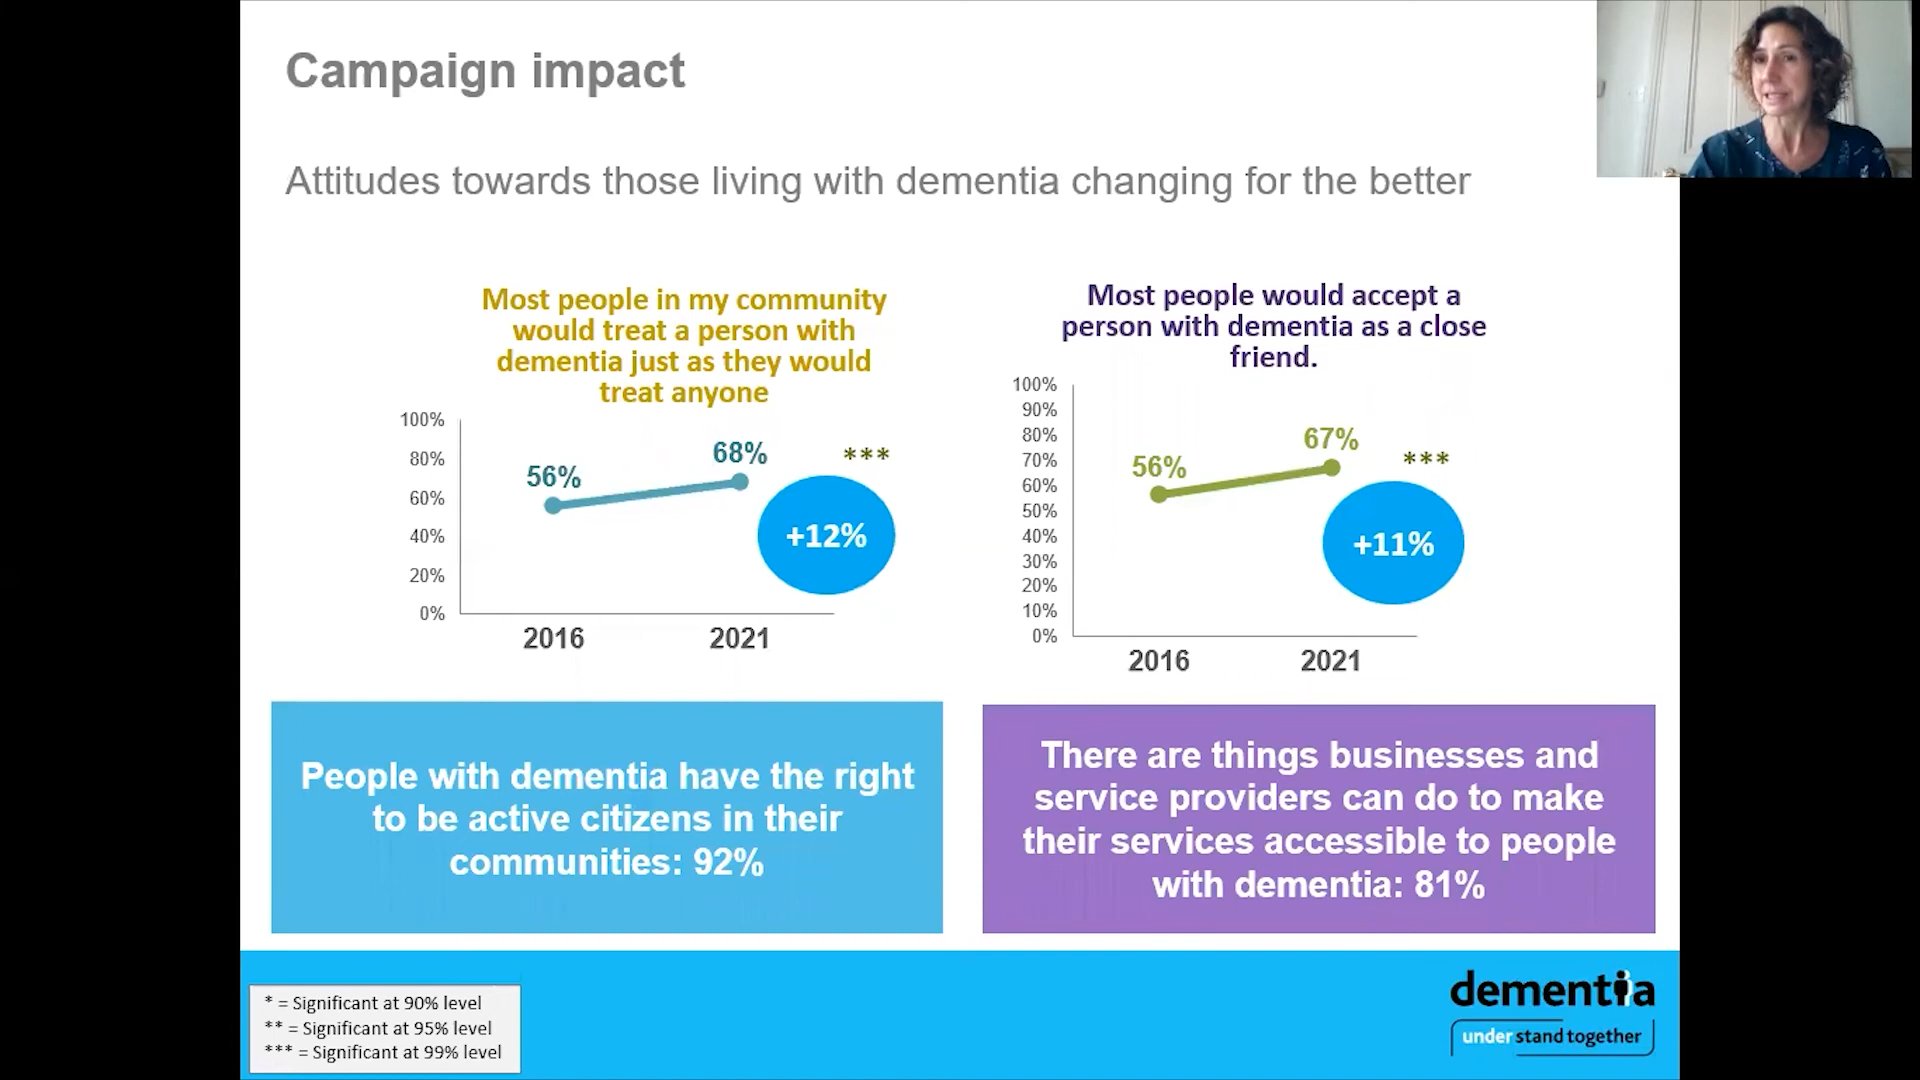 Campaign impact
Attitudes towards those living with dementia changing for the better
Most people in my community
would treat a person with
dementia just as they would
treat anyone
100%
80%
60%
40%
20%
0%
56%
68%
***
+12%
2016
2021
Most people would accept a
person with dementia as a close
friend.
100%
90%
80%
70%
60%
50%
40%
30%
20%
10%
0%
56%
67%
***
+11%
2016
2021
People with dementia have the right
to be active citizens in their
communities: 92%
There are things businesses and
service providers can do to make
their services accessible to people
with dementia: 81%
* = Significant at 90% level
** = Significant at 95% level
*** = Significant at 99% level
dementia
understand together